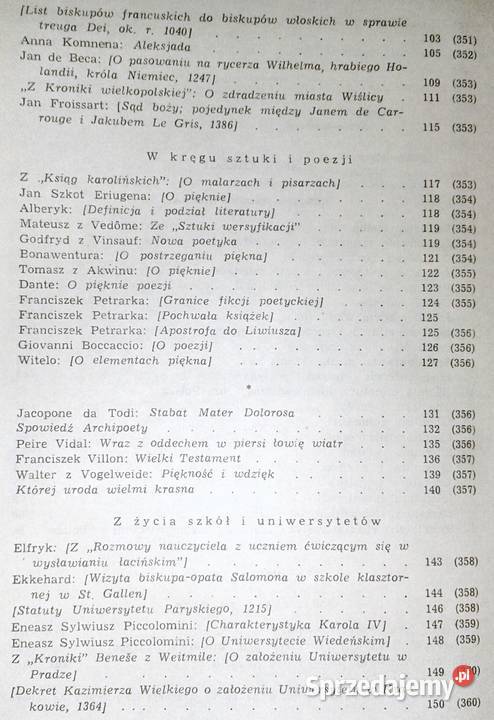 [List biskupów francuskich do biskupów włoskich w sprawie
treuga Dei, ok. r. 1040] . . . . . . . . . 103 (351)
Anna Komnena: Aleksjada . . . . . . . . . 105 (352)
Jan de Beca: [O pasowaniu na rycerza Wilhelma, hrabiego Ho-
landii, króla Niemiec, 1247] . . . . . . . . 109 (353)
„Z Kroniki wielkopolskiej": O zdradzeniu miasta Wiślicy . 111 (353)
Jan Froissart: [Sąd boży; pojedynek między Janem de Car-
rouge i Jakubem Le Gris, 1386] . . . . . . . 115 (353)
W kręgu sztuki i poezji
Z „Ksiąg karolińskich": [O malarzach i pisarzach] . . . 117 (353)
Jan Szkot Eriugena: [O pięknie] . . . . . . . 118 (354)
Alberyk: [Definicja i podział literatury] . . . . . . 118 (354)
Mateusz z Vedôme: Ze „Sztuki wersyfikacji" . . . . 119 (354)
Godfryd z Vinsauf: Nowa poetyka . . . . . . . 119 (354)
Bonawentura: [O postrzeganiu piękna] . . . . . . 121 (354)
Tomasz z Akwinu: [O pięknie] . . . . . . . . 122 (355)
Dante: O pięknie poezji . . . . . . . . . 123 (355)
Franciszek Petrarka: [Granice fikcji poetyckiej] . . . . 124 (355)
Franciszek Petrarka: [Pochwała książek] . . . . . 125
Franciszek Petrarka: [Apostrofa do Liwiusza] . . . . 125 (356)
Giovanni Boccaccio: [O poezji] . . . . . . . . 126 (356)
Witelo: [O elementach piękna] . . . . . . . . 127 (356)
*
Jacopone da Todi: Stabat Mater Dolorosa . . . . . 131 (356)
Spowiedź Archipoety . . . . . . . . . . 132 (356)
Peire Vidal: Wraz z oddechem w piersi łowię wiatr . . . 135 (356)
Franciszek Villon: Wielki Testament . . . . . . 136 (357)
Walter z Vogelweide: Piękność i wdzięk . . . . . 139 (357)
Której uroda wielmi krasna . . . . . . . . 140 (357)
Z życia szkół i uniwersytetów
Elfryk: [Z „Rozmowy nauczyciela z uczniem ćwiczącym się w
wysławianiu łacińskim"] . . . . . . . . . 143 (358)
Ekkehard: [Wizyta biskupa-opata Salomona w szkole klasztor-
nej w St. Gallen] . . . . . . . . . . 144 (358)
[Statuty Uniwersytetu Paryskiego, 1215] . . . . . . 146 (358)
Eneasz Sylwiusz Piccolomini: [Charakterystyka Karola IV] . 147 (359)
Eneasz Sylwiusz Piccolomini: [O Uniwersytecie Wiedeńskim] . 148 (359)
Z „Kroniki" Beneše z Weitmile: [O założeniu Uniwersytetu w
Pradze] . . . . . . . . . . . . 149
[Dekret Kazimierza Wielkiego o założeniu
kowie, 1364] . . . . . . . . . . . 150 (360)
Sprzedajemy.pl